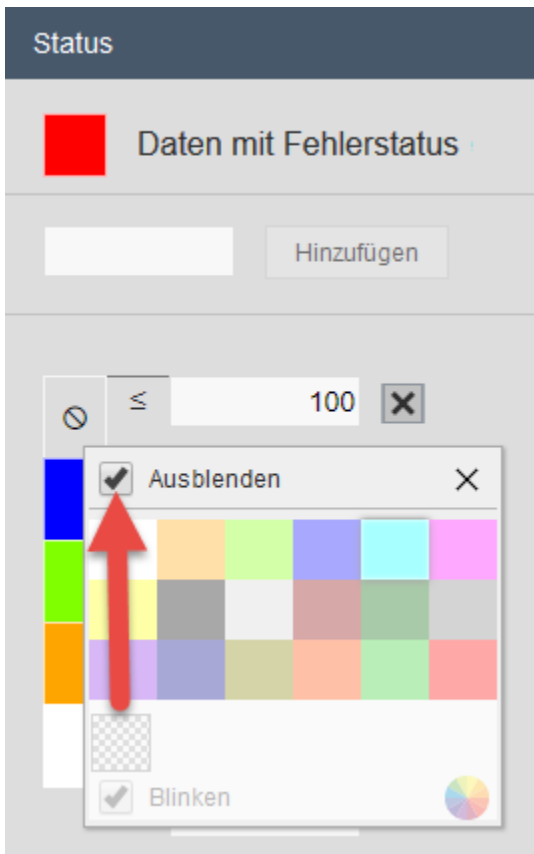 Status
Daten mit Fehlerstatus
Hinzufügen
≤ 100
Ausblenden
Blinken